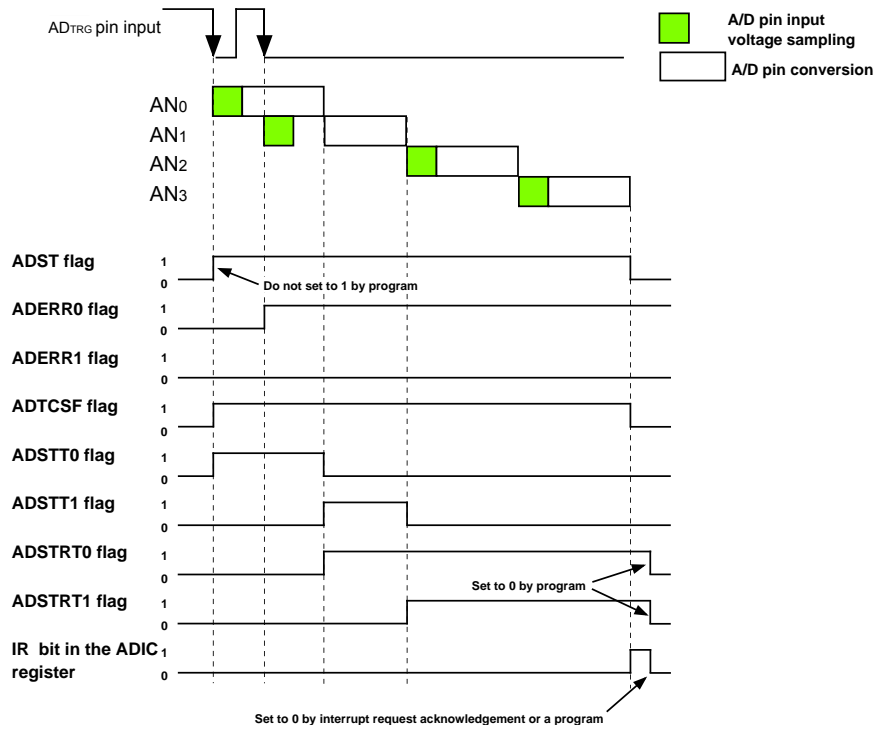 ADTRG pin input
A/D pin input
voltage sampling
A/D pin conversion
AN0
AN1
AN2
AN3
ADST flag
1
0
Do not set to 1 by program
ADERR0 flag
1
0
ADERR1 flag
1
0
ADTCSF flag
1
0
ADSTT0 flag
1
0
ADSTT1 flag
1
0
ADSTRT0 flag
1
0
Set to 0 by program
ADSTRT1 flag
1
0
IR bit in the ADIC
register
1
0
Set to 0 by interrupt request acknowledgement or a program